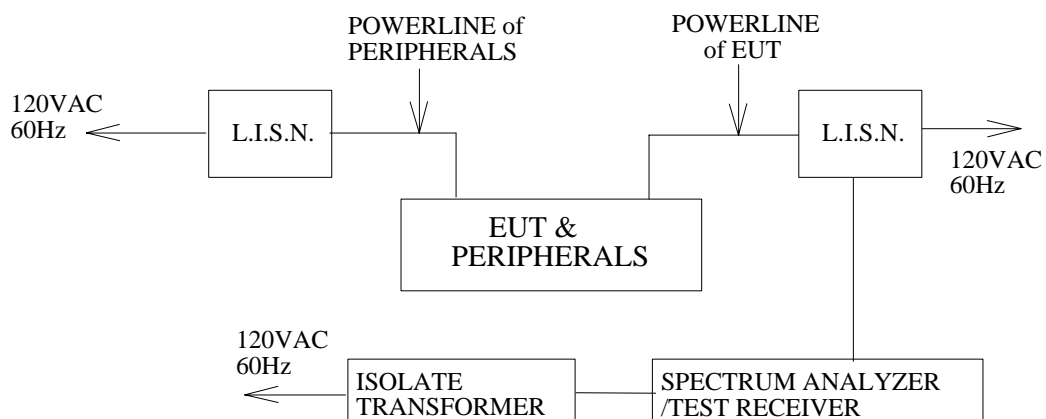 POWERLINE of
PERIPHERALS
POWERLINE
of EUT
120VAC
60Hz
L.I.S.N.
L.I.S.N.
120VAC
60Hz
EUT &
PERIPHERALS
120VAC
60Hz
ISOLATE
TRANSFORMER
SPECTRUM ANALYZER
/TEST RECEIVER